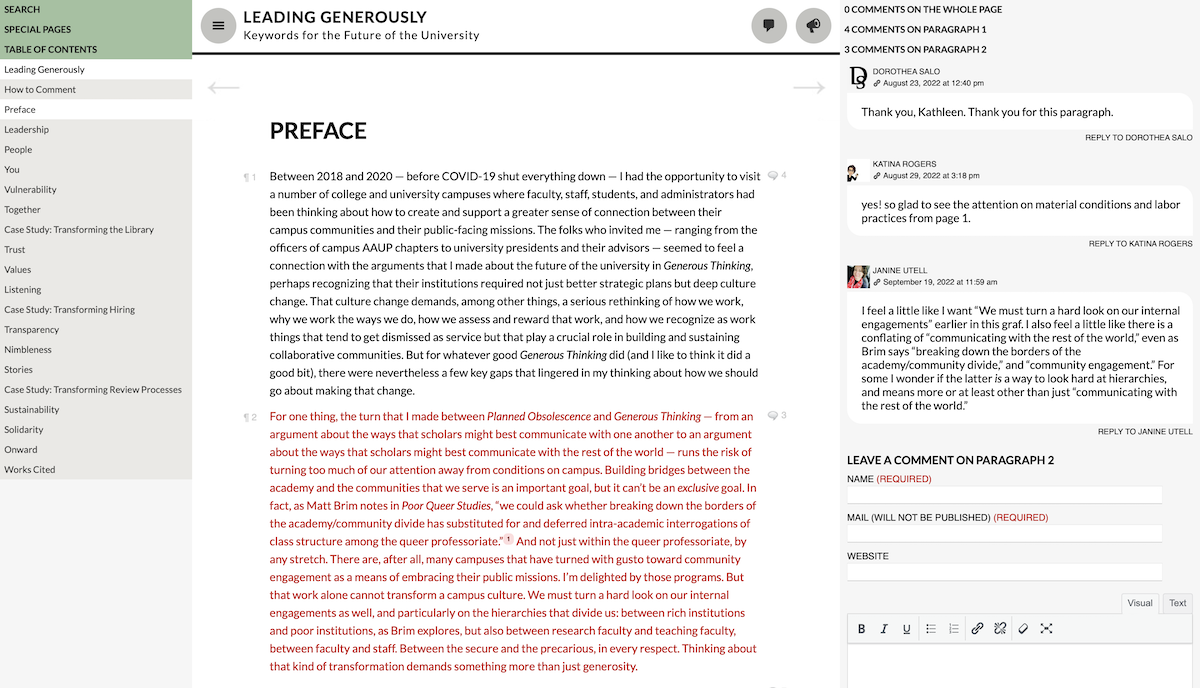 SEARCH
SPECIAL PAGES
TABLE OF CONTENTS
Leading Generously
How to Comment
Preface
Leadership
People
You
Vulnerability
Together
Case Study: Transforming the Library
Trust
Values
Listening
Case Study: Transforming Hiring
Transparency
Nimbleness
Stories
Case Study: Transforming Review Processes
Sustainability
Solidarity
Onward
Works Cited
LEADING GENEROUSLY
Keywords for the Future of the University
PREFACE
¶ 1
Between 2018 and 2020 — before COVID-19 shut everything down — I had the opportunity to visit
4
a number of college and university campuses where faculty, staff, students, and administrators had
been thinking about how to create and support a greater sense of connection between their
campus communities and their public-facing missions. The folks who invited me — ranging from the
officers of campus AAUP chapters to university presidents and their advisors — seemed to feel a
connection with the arguments that I made about the future of the university in Generous Thinking,
perhaps recognizing that their institutions required not just better strategic plans but deep culture
change. That culture change demands, among other things, a serious rethinking of how we work,
why we work the ways we do, how we assess and reward that work, and how we recognize as work
things that tend to get dismissed as service but that play a crucial role in building and sustaining
collaborative communities. But for whatever good Generous Thinking did (and I like to think it did a
good bit), there were nevertheless a few key gaps that lingered in my thinking about how we should
go about making that change.
¶ 2
For one thing, the turn that I made between Planned Obsolescence and Generous Thinking — from an
3
argument about the ways that scholars might best communicate with one another to an argument
about the ways that scholars might best communicate with the rest of the world — runs the risk of
turning too much of our attention away from conditions on campus. Building bridges between the
academy and the communities that we serve is an important goal, but it can't be an exclusive goal. In
fact, as Matt Brim notes in Poor Queer Studies, “we could ask whether breaking down the borders of
the academy/community divide has substituted for and deferred intra-academic interrogations of
class structure among the queer professoriate.” 1 And not just within the queer professoriate, by
any stretch. There are, after all, many campuses that have turned with gusto toward community
engagement as a means of embracing their public missions. I'm delighted by those programs. But
that work alone cannot transform a campus culture. We must turn a hard look on our internal
engagements as well, and particularly on the hierarchies that divide us: between rich institutions
and poor institutions, as Brim explores, but also between research faculty and teaching faculty,
between faculty and staff. Between the secure and the precarious, in every respect. Thinking about
that kind of transformation demands something more than just generosity.
0 COMMENTS ON THE WHOLE PAGE
4 COMMENTS ON PARAGRAPH 1
3 COMMENTS ON PARAGRAPH 2
DS
DOROTHEA SALO
August 23, 2022 at 12:40 pm
Thank you, Kathleen. Thank you for this paragraph.
REPLY TO DOROTHEA SALO
KATINA ROGERS
August 29, 2022 at 3:18 pm
yes! so glad to see the attention on material conditions and labor
practices from page 1.
REPLY TO KATINA ROGERS
JANINE UTELL
September 19, 2022 at 11:59 am
I feel a little like I want “We must turn a hard look on our internal
engagements” earlier in this graf. I also feel a little like there is a
conflating of “communicating with the rest of the world,” even as
Brim says “breaking down the borders of the
academy/community divide,” and “community engagement.” For
some I wonder if the latter is a way to look hard at hierarchies,
and means more or at least other than just “communicating with
the rest of the world.”
REPLY TO JANINE UTELL
LEAVE A COMMENT ON PARAGRAPH 2
NAME (REQUIRED)
MAIL (WILL NOT BE PUBLISHED) (REQUIRED)
WEBSITE
Visual Text
B I U